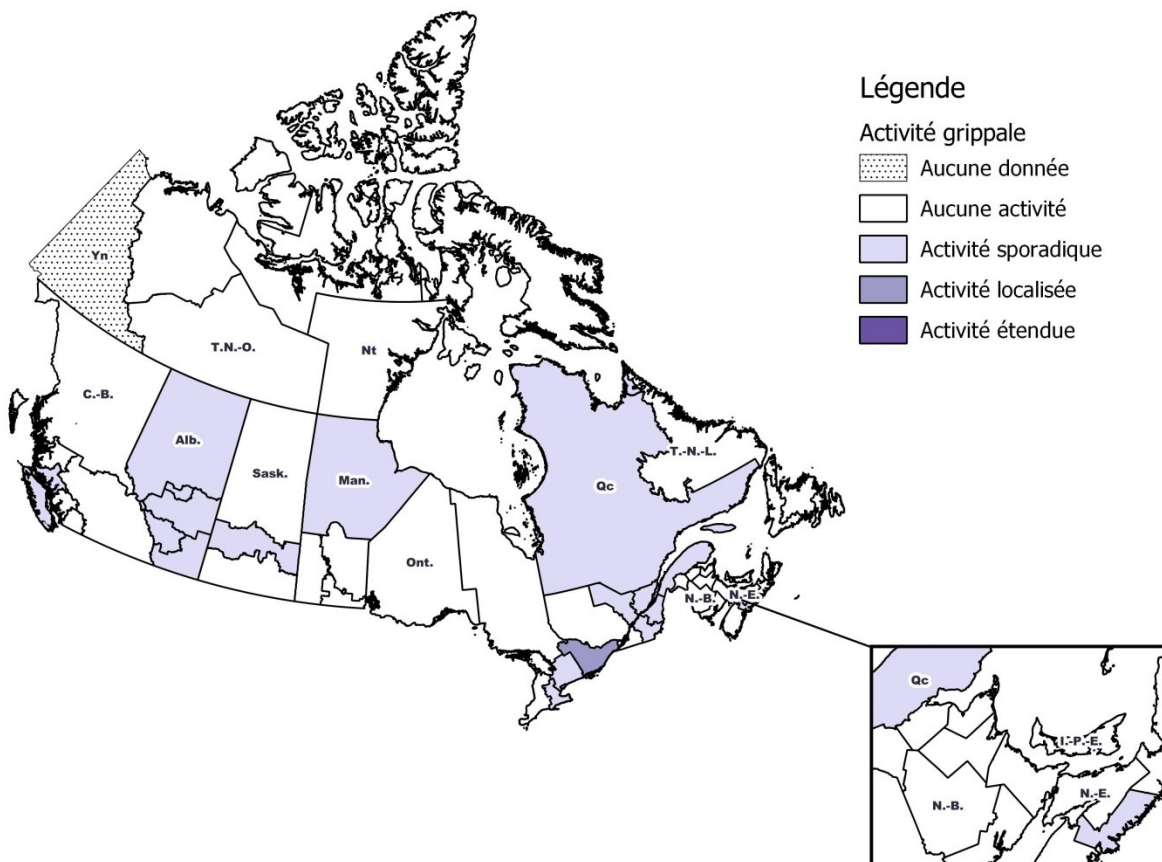 Légende
Activité grippale
Aucune donnée
Aucune activité
Activité sporadique
Activité localisée
Activité étendue
Yn
T.N.-O.
Nt
C.-B.
Alb.
Sask.
Man.
Ont.
Qc
T.-N.-L.
N.-B.
N.-E.
Qc
I.-P.-E.
N.-E.
N.-B.